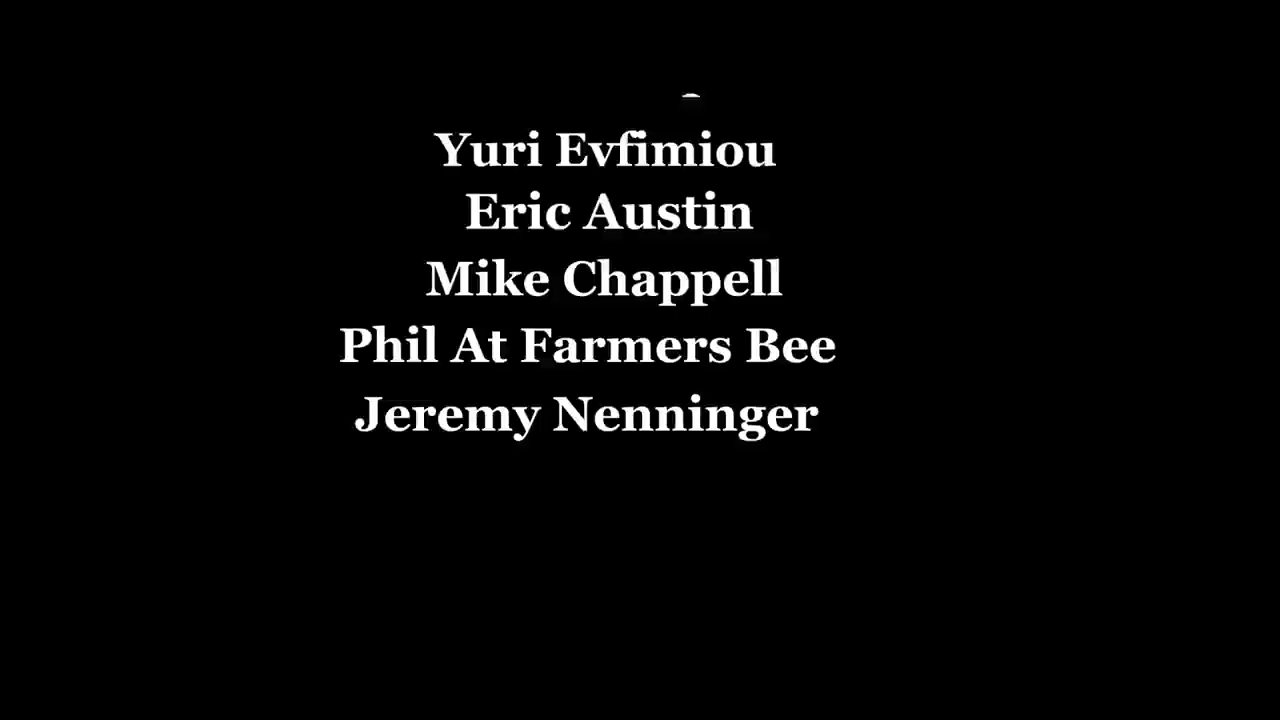 Yuri Evfimiou
Eric Austin
Mike Chappell
Phil At Farmers Bee
Jeremy Nenninger